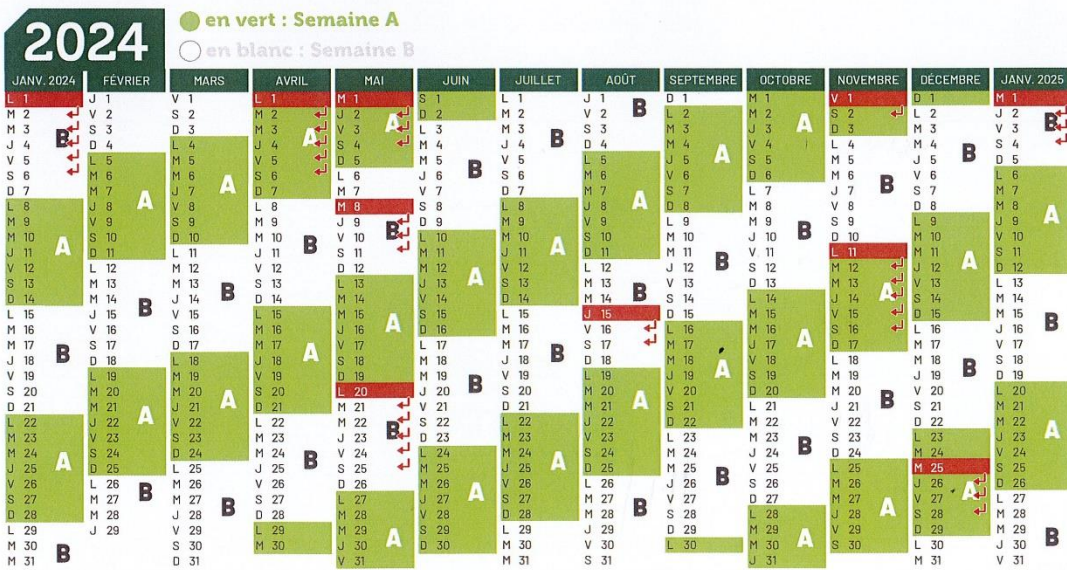 2024
en vert : Semaine A
en blanc : Semaine B
JANV. 2024 FÉVRIER MARS AVRIL MAI JUIN JUILLET AOÛT SEPTEMBRE OCTOBRE NOVEMBRE DÉCEMBRE JANV. 2025
L 1 J 1 V 1 L 1 M 1 S 1 L 1 J 1 B D 1 M 1 V 1 D 1 M 1
M 2 V 2 S 2 M 2 J 2 A D 2 M 2 V 2 L 2 M 2 A S 2 L 2 J 2 B
M 3 B S 3 D 3 M 3 A V 3 L 3 M 3 B S 3 M 3 J 3 D 3 M 3 V 3
J 4 D 4 L 4 J 4 S 4 M 4 J 4 D 4 M 4 A V 4 L 4 M 4 B S 4
V 5 L 5 M 5 V 5 D 5 M 5 B V 5 L 5 J 5 S 5 M 5 J 5 D 5
S 6 M 6 M 6 A S 6 L 6 J 6 S 6 M 6 V 6 D 6 M 6 B V 6 L 6
D 7 M 7 J 7 D 7 M 7 V 7 D 7 M 7 A S 7 L 7 J 7 S 7 M 7
L 8 J 8 A V 8 L 8 M 8 S 8 L 8 J 8 D 8 M 8 V 8 D 8 M 8 A
M 9 V 9 S 9 M 9 J 9 B D 9 M 9 V 9 L 9 M 9 B S 9 L 9 J 9
M 10 A S 10 D 10 M 10 B V 10 L 10 M 10 A S 10 M 10 J 10 D 10 M 10 V 10
J 11 D 11 L 11 J 11 S 11 M 11 J 11 D 11 M 11 B V 11 L 11 M 11 A S 11
V 12 L 12 M 12 V 12 D 12 M 12 A V 12 L 12 J 12 S 12 M 12 J 12 D 12
S 13 M 13 M 13 B S 13 L 13 J 13 S 13 M 13 B V 13 D 13 M 13 A V 13 L 13
D 14 M 14 B J 14 D 14 M 14 V 14 D 14 M 14 S 14 L 14 J 14 S 14 M 14
L 15 J 15 V 15 L 15 M 15 A S 15 L 15 J 15 D 15 M 15 V 15 D 15 M 15 B
M 16 V 16 S 16 M 16 J 16 D 16 M 16 V 16 L 16 M 16 A S 16 L 16 J 16
M 17 B S 17 D 17 M 17 A V 17 L 17 M 17 B S 17 M 17 J 17 D 17 M 17 V 17
J 18 D 18 L 18 J 18 S 18 M 18 J 18 D 18 M 18 A V 18 L 18 M 18 B S 18
V 19 L 19 M 19 V 19 D 19 M 19 B V 19 L 19 J 19 S 19 M 19 J 19 D 19
S 20 M 20 M 20 A S 20 L 20 J 20 S 20 M 20 A V 20 D 20 M 20 B V 20 L 20
D 21 M 21 A J 21 D 21 M 21 V 21 D 21 M 21 S 21 L 21 J 21 S 21 M 21
L 22 J 22 V 22 L 22 M 22 B S 22 L 22 J 22 D 22 M 22 B V 22 D 22 M 22 A
M 23 V 23 S 23 M 23 J 23 D 23 M 23 V 23 L 23 M 23 S 23 L 23 J 23
M 24 A S 24 D 24 M 24 B V 24 L 24 M 24 A S 24 M 24 J 24 D 24 M 24 V 24
J 25 D 25 L 25 J 25 S 25 M 25 J 25 D 25 M 25 B V 25 L 25 M 25 S 25
V 26 L 26 B M 26 V 26 D 26 M 26 A V 26 L 26 J 26 S 26 M 26 J 26 A D 26
S 27 M 27 M 27 B S 27 L 27 J 27 S 27 M 27 B V 27 D 27 M 27 A V 27 L 27
D 28 M 28 J 28 D 28 M 28 V 28 D 28 M 28 S 28 L 28 J 28 S 28 M 28
L 29 J 29 V 29 L 29 M 29 A S 29 L 29 J 29 D 29 M 29 A V 29 D 29 M 29 B
M 30 B S 30 M 30 J 30 D 30 M 30 V 30 L 30 M 30 S 30 L 30 J 30
M 31 D 31 V 31 M 31 S 31 J 31 M 31 V 31